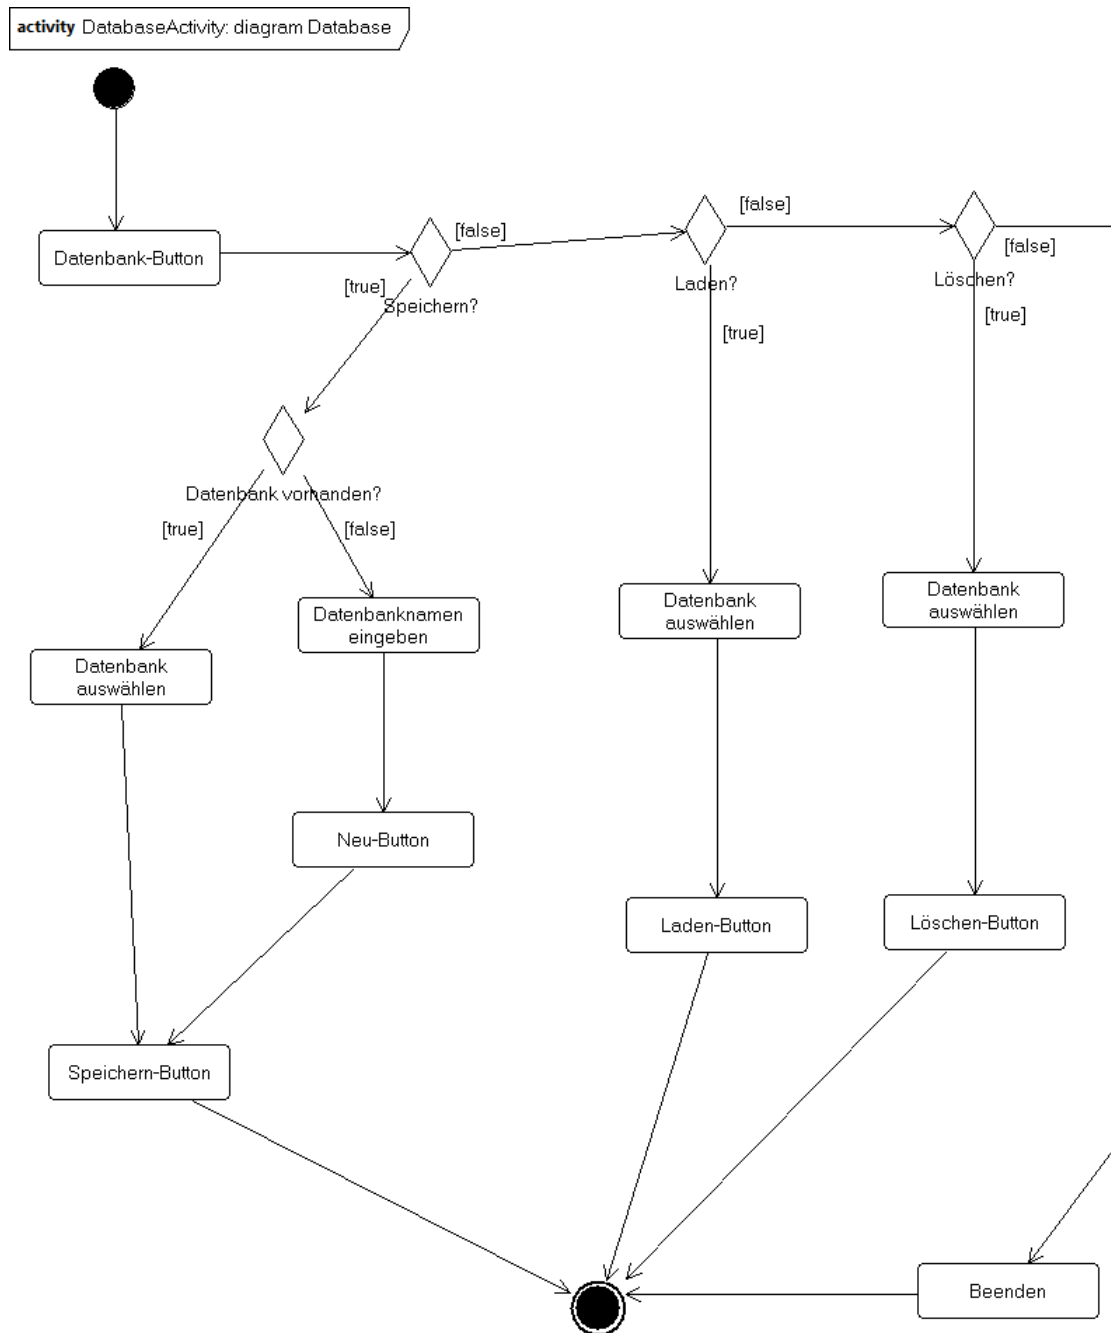 activity DatabaseActivity: diagram Database
[false]
[false]
Datenbank-Button
[false]
[true]
Speichern?
Laden?
Löschen?
[true]
[true]
Datenbank vorhanden?
[true]
[false]
Datenbank
auswählen
Datenbanknamen
eingeben
Datenbank
auswählen
Datenbank
auswählen
Neu-Button
Laden-Button
Löschen-Button
Speichern-Button
Beenden